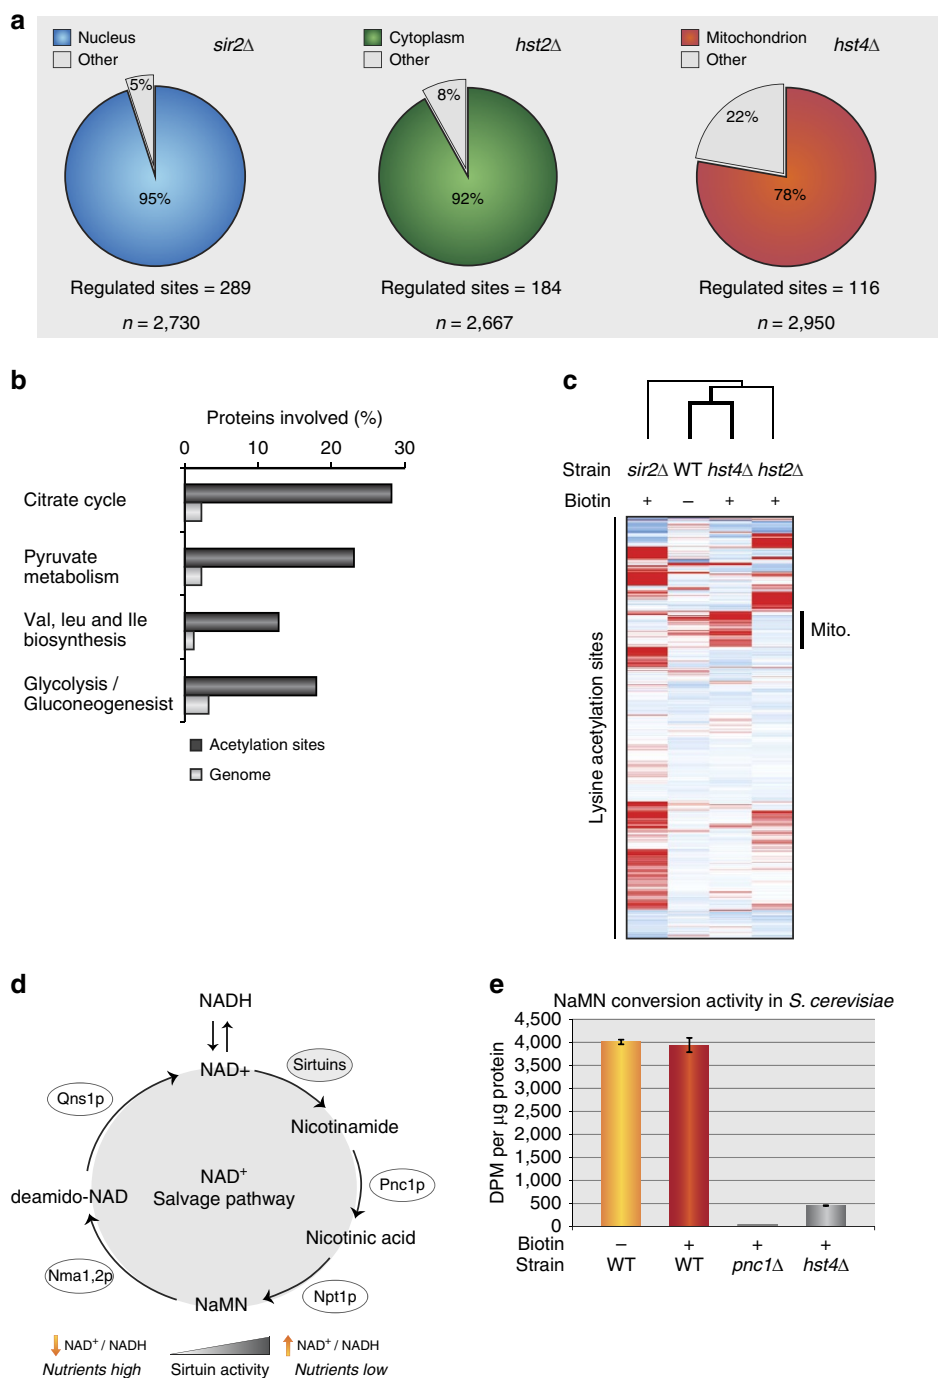 a
Nucleus
Other
sir2Δ
5%
95%
Regulated sites = 289
n = 2,730
Cytoplasm
Other
hst2Δ
8%
92%
Regulated sites = 184
n = 2,667
Mitochondrion
Other
hst4Δ
22%
78%
Regulated sites = 116
n = 2,950
b
Proteins involved (%)
0 10 20 30
Citrate cycle
Pyruvate
metabolism
Val, leu and Ile
biosynthesis
Glycolysis /
Gluconeogenesist
Acetylation sites
Genome
c
Strain sir2Δ WT hst4Δ hst2Δ
Biotin + – + +
Lysine acetylation sites
Mito.
d
NADH
NAD+
Sirtuins
Nicotinamide
Pnc1p
Nicotinic acid
Npt1p
NaMN
Nma1,2p
deamido-NAD
Qns1p
NAD⁺
Salvage pathway
NAD⁺ / NADH
Nutrients high
Sirtuin activity
NAD⁺ / NADH
Nutrients low
e
NaMN conversion activity in S. cerevisiae
DPM per μg protein
4,500
4,000
3,500
3,000
2,500
2,000
1,500
1,000
500
0
Biotin – + + +
Strain WT WT pnc1Δ hst4Δ